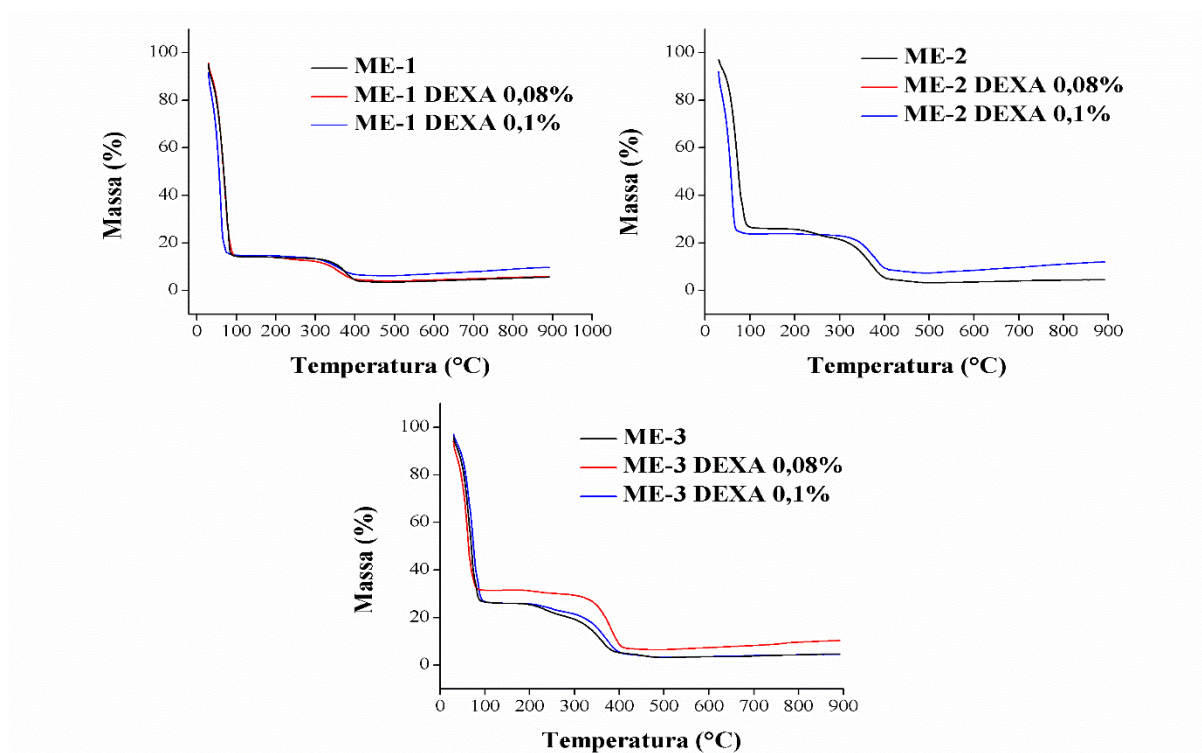 ME-1
ME-1 DEXA 0,08%
ME-1 DEXA 0,1%
Massa (%)
100
80
60
40
20
0
0 100 200 300 400 500 600 700 800 900 1000
Temperatura (°C)
ME-2
ME-2 DEXA 0,08%
ME-2 DEXA 0,1%
Massa (%)
100
80
60
40
20
0
0 100 200 300 400 500 600 700 800 900
Temperatura (°C)
ME-3
ME-3 DEXA 0,08%
ME-3 DEXA 0,1%
Massa (%)
100
80
60
40
20
0
0 100 200 300 400 500 600 700 800 900
Temperatura (°C)